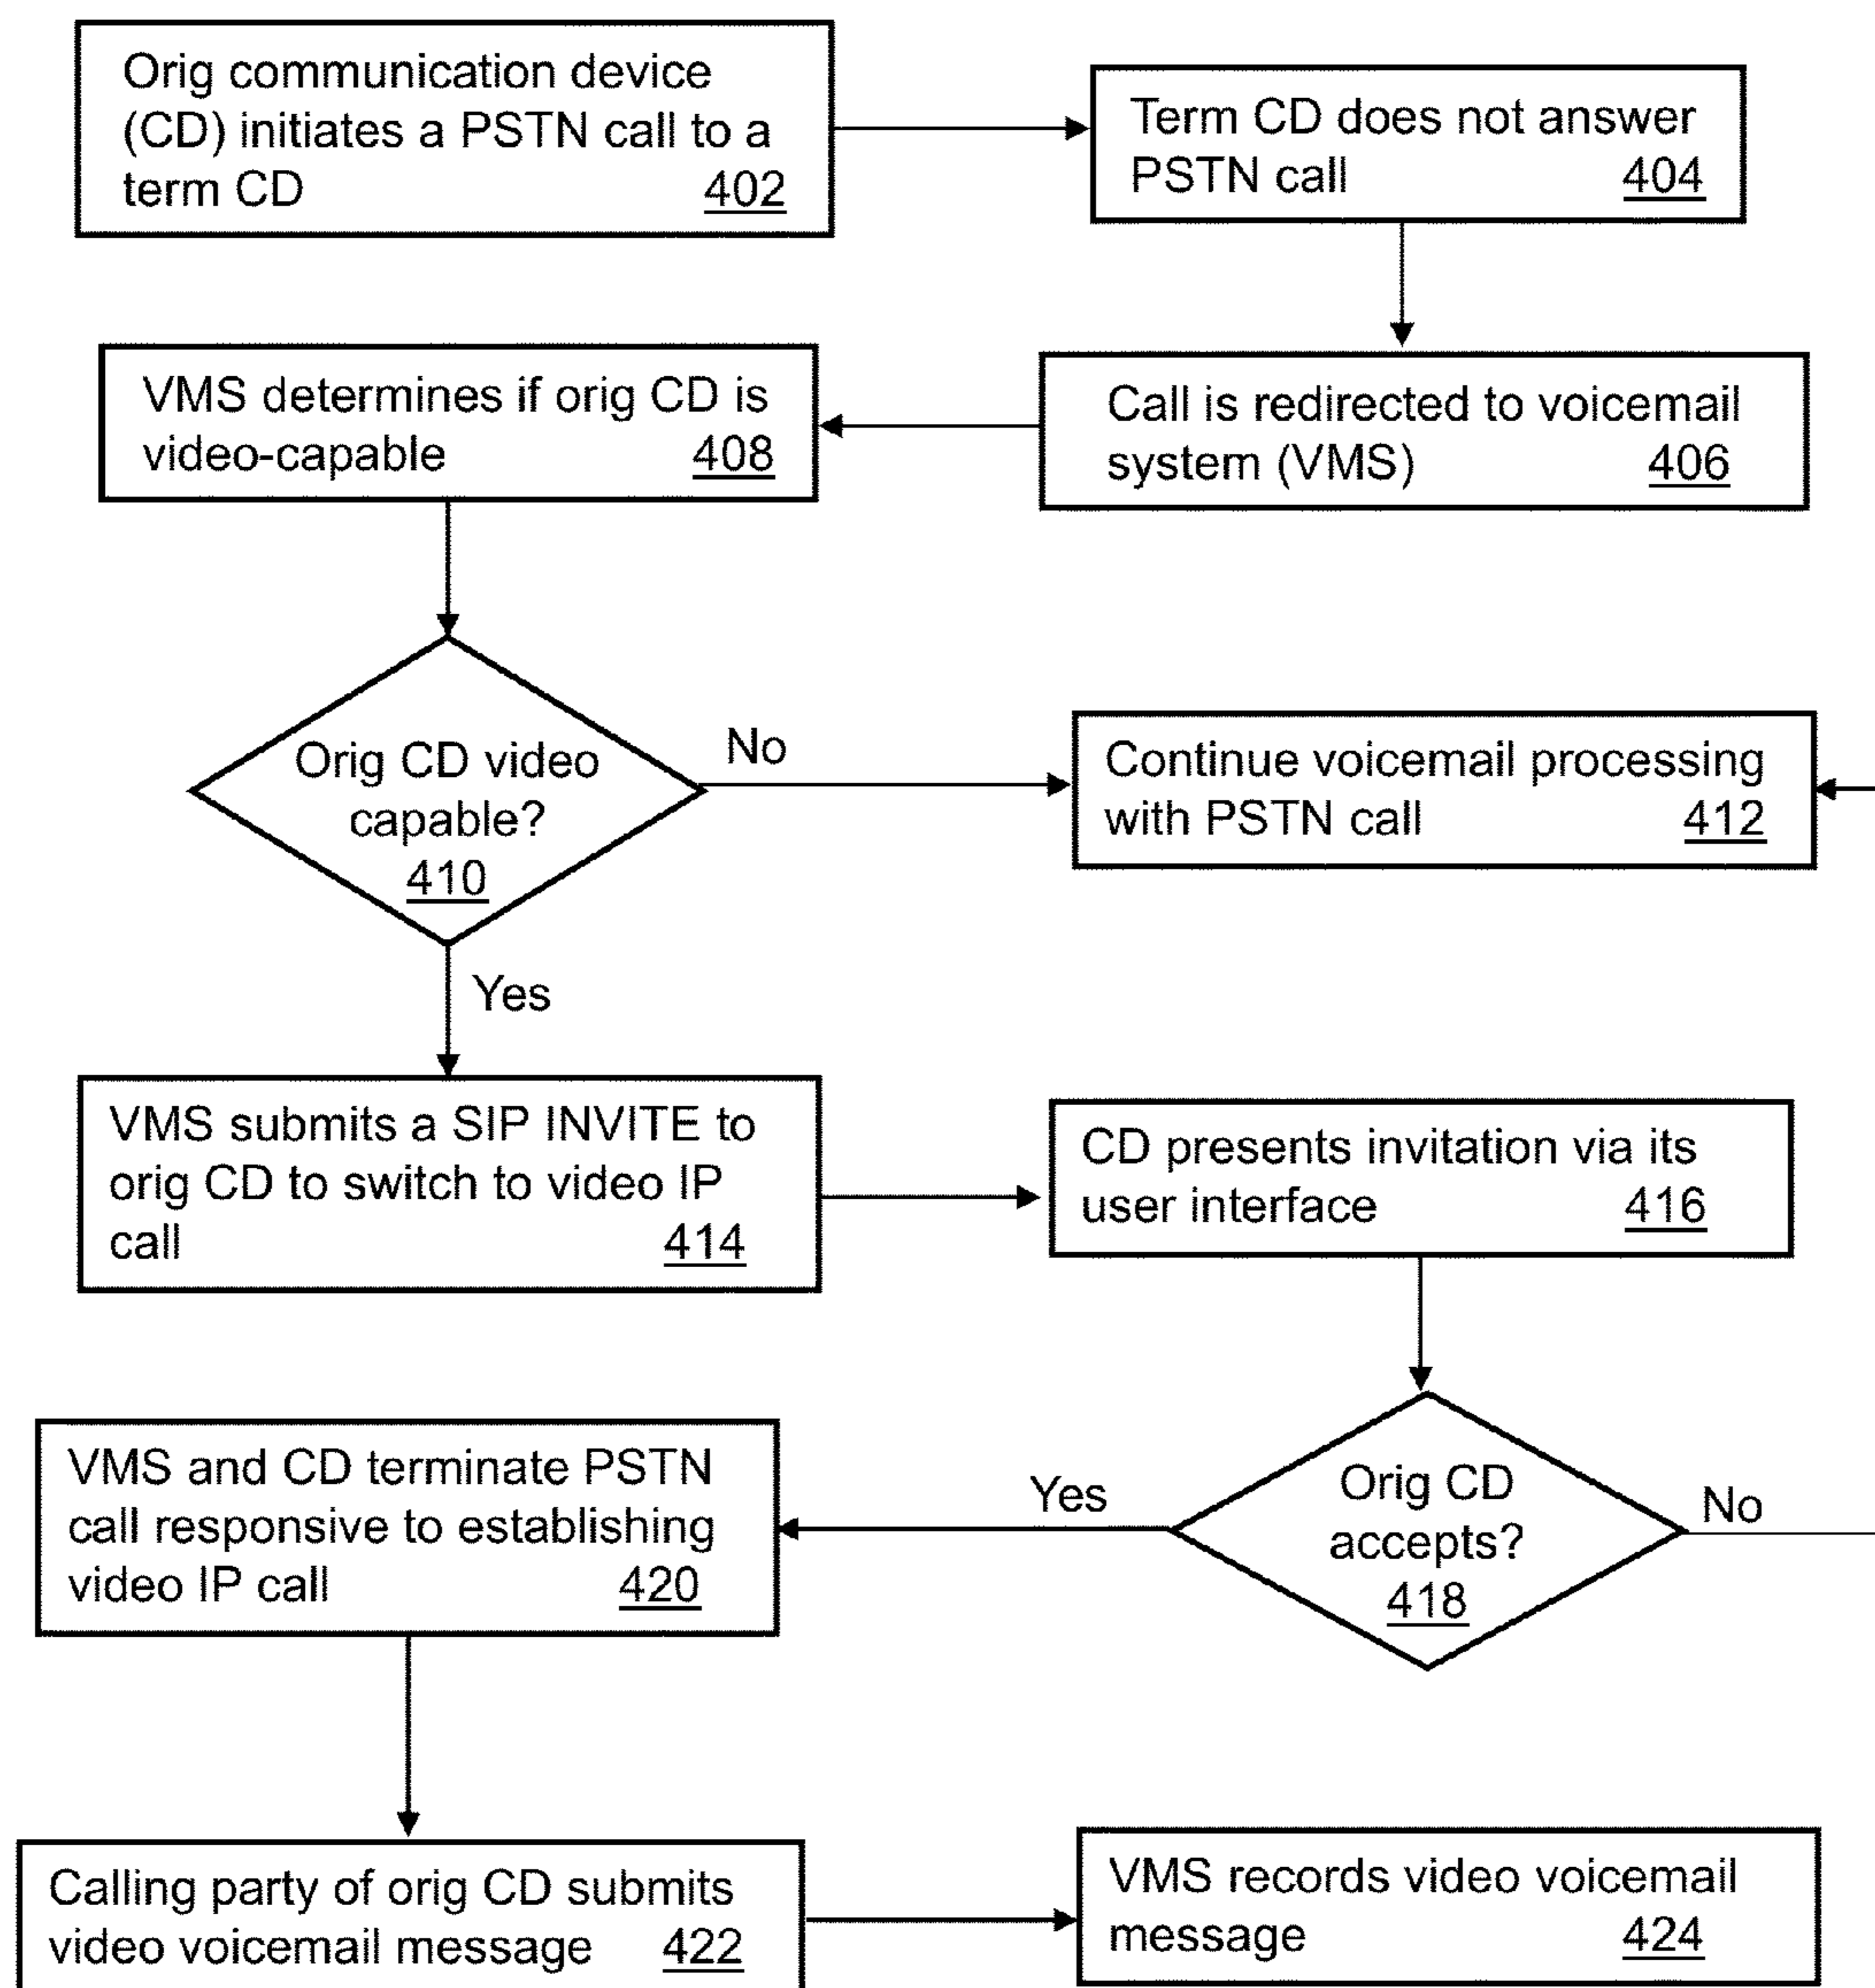 Orig communication device
(CD) initiates a PSTN call to a
term CD 402
Term CD does not answer
PSTN call 404
Call is redirected to voicemail
system (VMS) 406
VMS determines if orig CD is
video-capable 408
Orig CD video
capable?
410
No
Continue voicemail processing
with PSTN call 412
Yes
VMS submits a SIP INVITE to
orig CD to switch to video IP
call 414
CD presents invitation via its
user interface 416
Orig CD
accepts?
418
No
Yes
VMS and CD terminate PSTN
call responsive to establishing
video IP call 420
Calling party of orig CD submits
video voicemail message 422
VMS records video voicemail
message 424